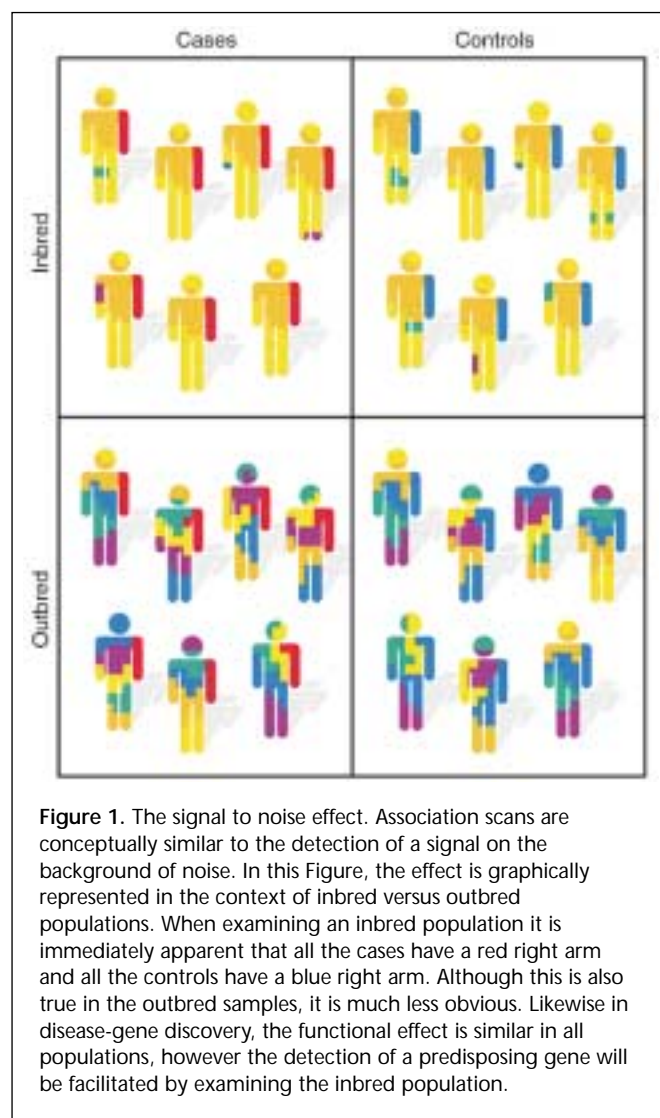 Cases
Controls
Inbred
Outbred
Figure 1. The signal to noise effect. Association scans are
conceptually similar to the detection of a signal on the
background of noise. In this Figure, the effect is graphically
represented in the context of inbred versus outbred
populations. When examining an inbred population it is
immediately apparent that all the cases have a red right arm
and all the controls have a blue right arm. Although this is also
true in the outbred samples, it is much less obvious. Likewise in
disease-gene discovery, the functional effect is similar in all
populations, however the detection of a predisposing gene will
be facilitated by examining the inbred population.